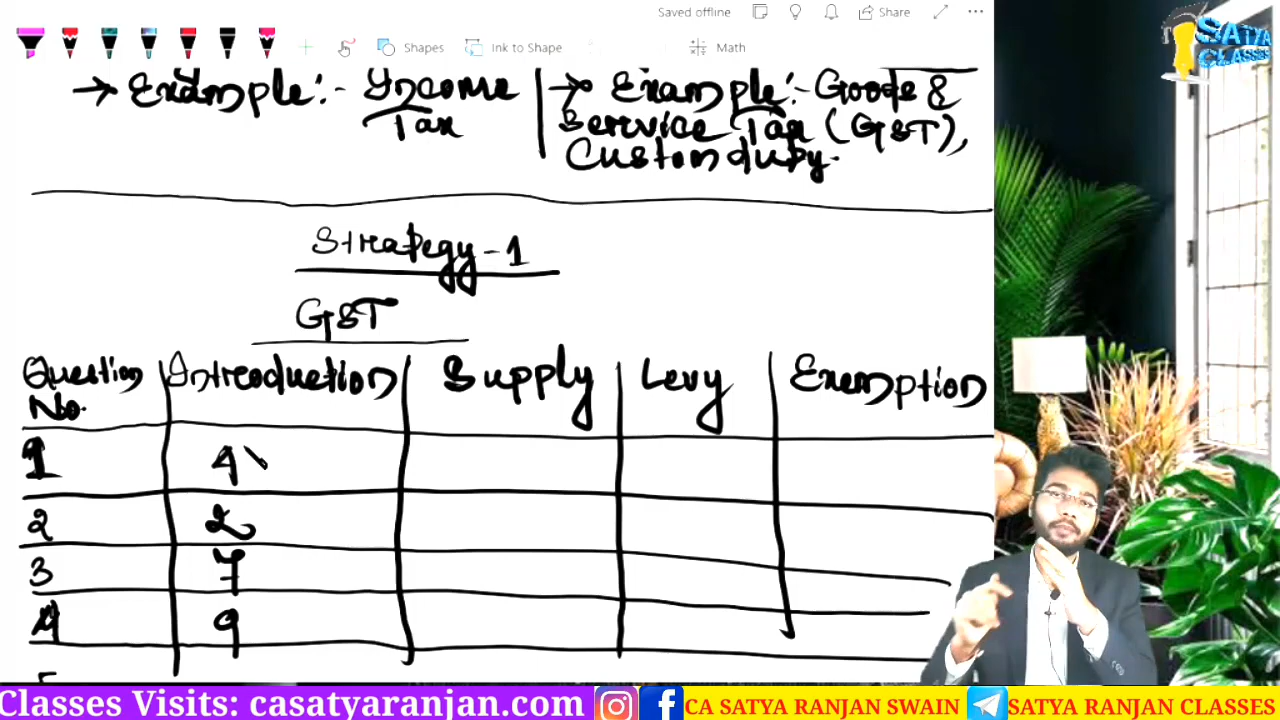 Saved offline
Share
Shapes
Ink to Shape
Math
SATYA
CLASSES
→ Example:- Income
Tax
→ Example:- Goods &
Service Tax (GST),
Custom duty.
Strategy-1
GST
Question
No.
Introduction
Supply
Levy
Exemption
1
4
2
2
3
7
4
9
Classes Visits: casatyaranjan.com
CA SATYA RANJAN SWAIN
SATYA RANJAN CLASSES